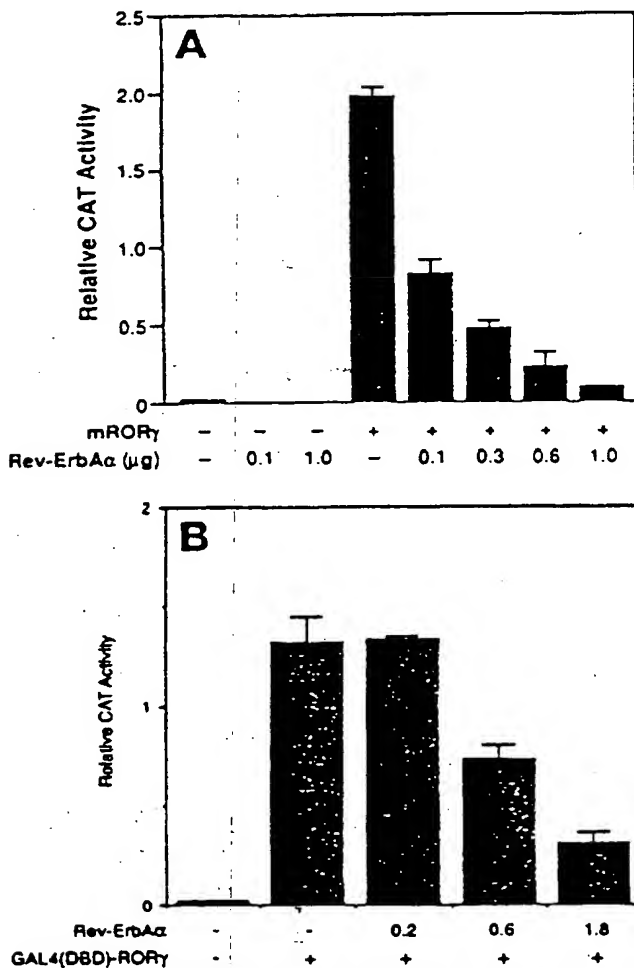 A
Relative CAT Activity
2.5
2.0
1.5
1.0
0.5
0
mRORγ - - - + + + + +
Rev-ErbAα (μg) - 0.1 1.0 - 0.1 0.3 0.6 1.0
B
Relative CAT Activity
2
1
0
Rev-ErbAα - - 0.2 0.6 1.8
GAL4(DBD)-RORγ - + + + +